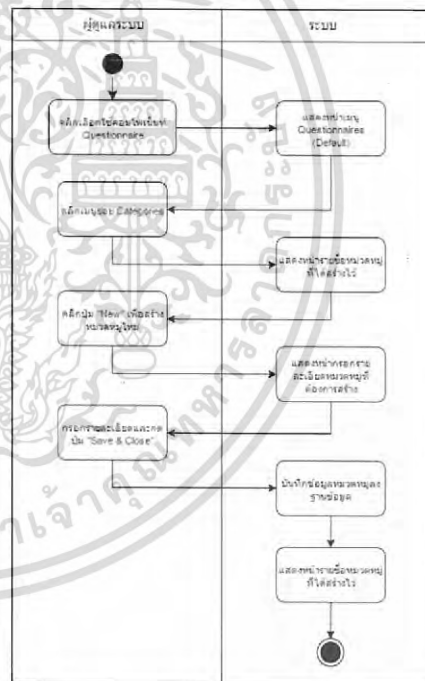 ผู้ดูแลระบบ
ระบบ
คลิกเลือกใช้คอมโพเน้นท์
Questionnaire
แสดงหน้าเมนู
Questionnaires
(Default)
คลิกเมนูย่อย Categories
แสดงหน้ารายชื่อหมวดหมู่
ที่ได้สร้างไว้
คลิกปุ่ม "New" เพื่อสร้าง
หมวดหมู่ใหม่
แสดงหน้ากรอกราย
ละเอียดหมวดหมู่ที่
ต้องการสร้าง
กรอกรายละเอียดและกด
ปุ่ม "Save & Close"
บันทึกข้อมูลหมวดหมู่ลง
ฐานข้อมูล
แสดงหน้ารายชื่อหมวดหมู่
ที่ได้สร้างไว้